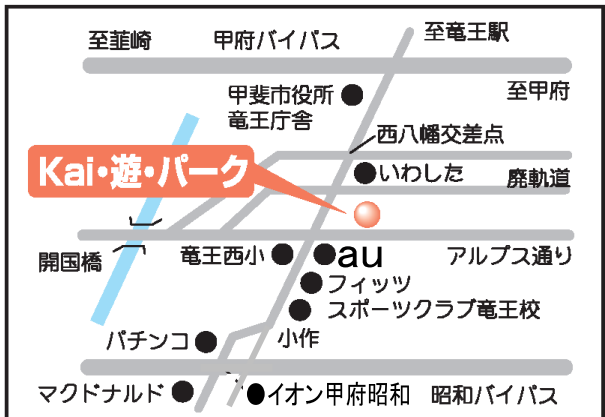 至韮崎
甲府バイパス
至竜王駅
至甲府
甲斐市役所
竜王庁舎
西八幡交差点
いわした
廃軌道
Kai・遊・パーク
開国橋
竜王西小
au
アルプス通り
フィッツ
スポーツクラブ竜王校
パチンコ
小作
マクドナルド
イオン甲府昭和
昭和バイパス